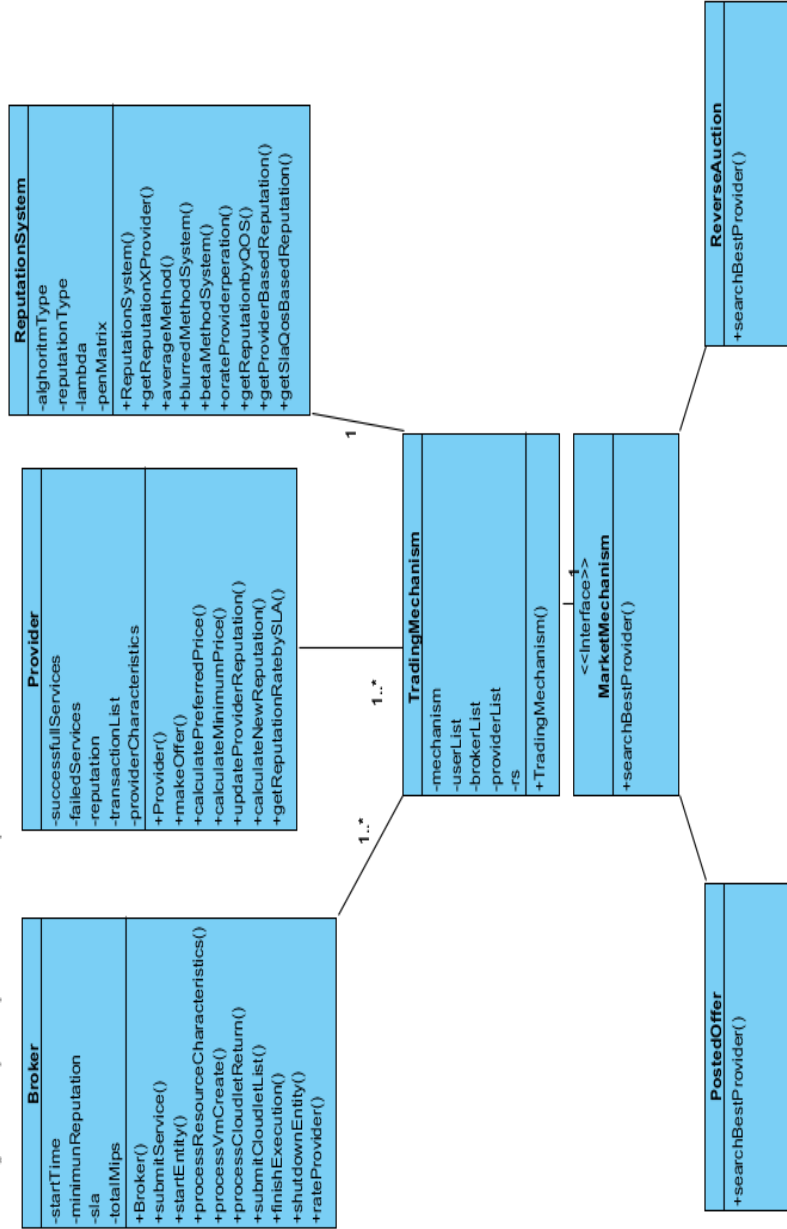 Broker
-startTime
-minimunReputation
-sla
-totalMips
+Broker()
+submitService()
+startEntity()
+processResourceCharacteristics()
+processVmCreate()
+processCloudletReturn()
+submitCloudletList()
+finishExecution()
+shutdownEntity()
+rateProvider()
Provider
-successfullServices
-failedServices
-reputation
-transactionList
-providerCharacteristics
+Provider()
+makeOffer()
+calculatePreferredPrice()
+calculateMinimumPrice()
+updateProviderReputation()
+calculateNewReputation()
+getReputationRatebySLA()
ReputationSystem
-alghoritmType
-reputationType
-lambda
-penMatrix
+ReputationSystem()
+getReputationXProvider()
+averageMethod()
+blurredMethodSystem()
+betaMethodSystem()
+orateProviderperation()
+getReputationbyQOS()
+getProviderBasedReputation()
+getSlaQosBasedReputation()
1..*
1..*
1
TradingMechanism
-mechanism
-userList
-brokerList
-providerList
-rs
+TradingMechanism()
1
<<Interface>>
MarketMechanism
+searchBestProvider()
PostedOffer
+searchBestProvider()
ReverseAuction
+searchBestProvider()